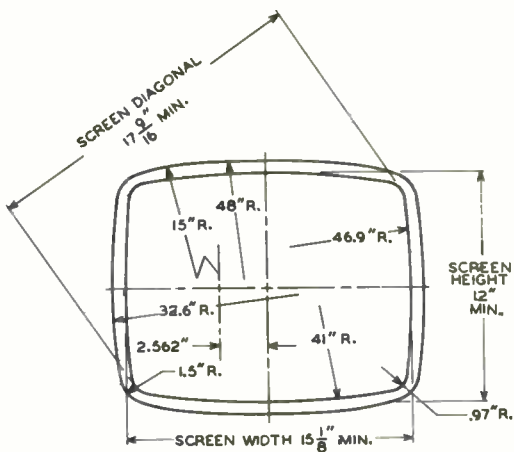 SCREEN DIAGONAL
17 9/16" MIN.
48" R.
15" R.
46.9" R.
SCREEN
HEIGHT
12"
MIN.
32.6" R.
2.562"
41" R.
1.5" R.
.97" R.
SCREEN WIDTH 15 1/8" MIN.